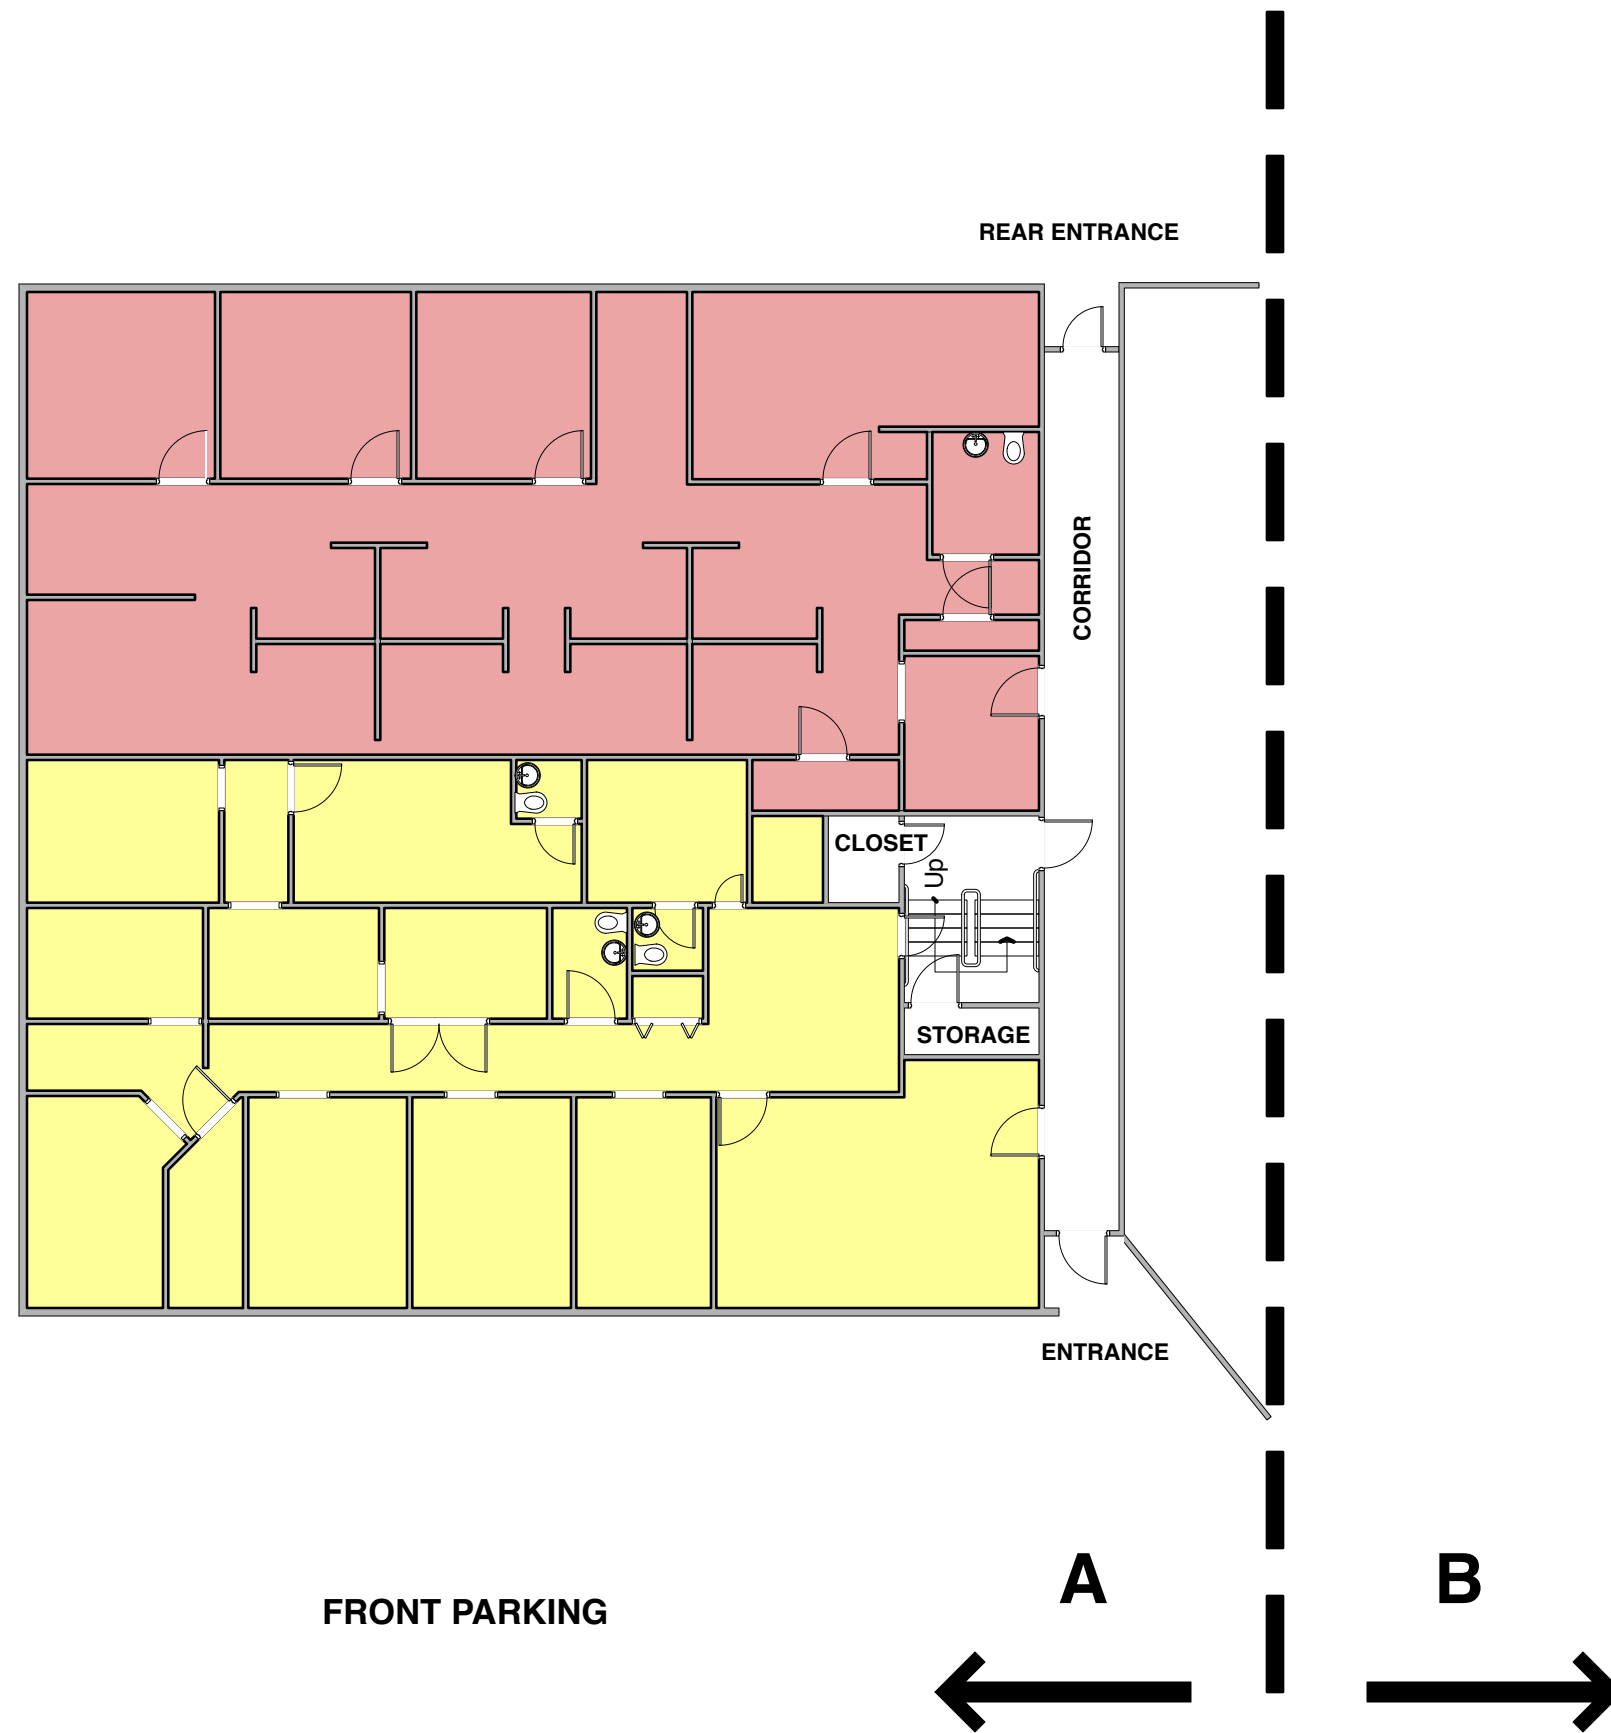 REAR ENTRANCE
CORRIDOR
CLOSET
Up
STORAGE
ENTRANCE
A
B
FRONT PARKING